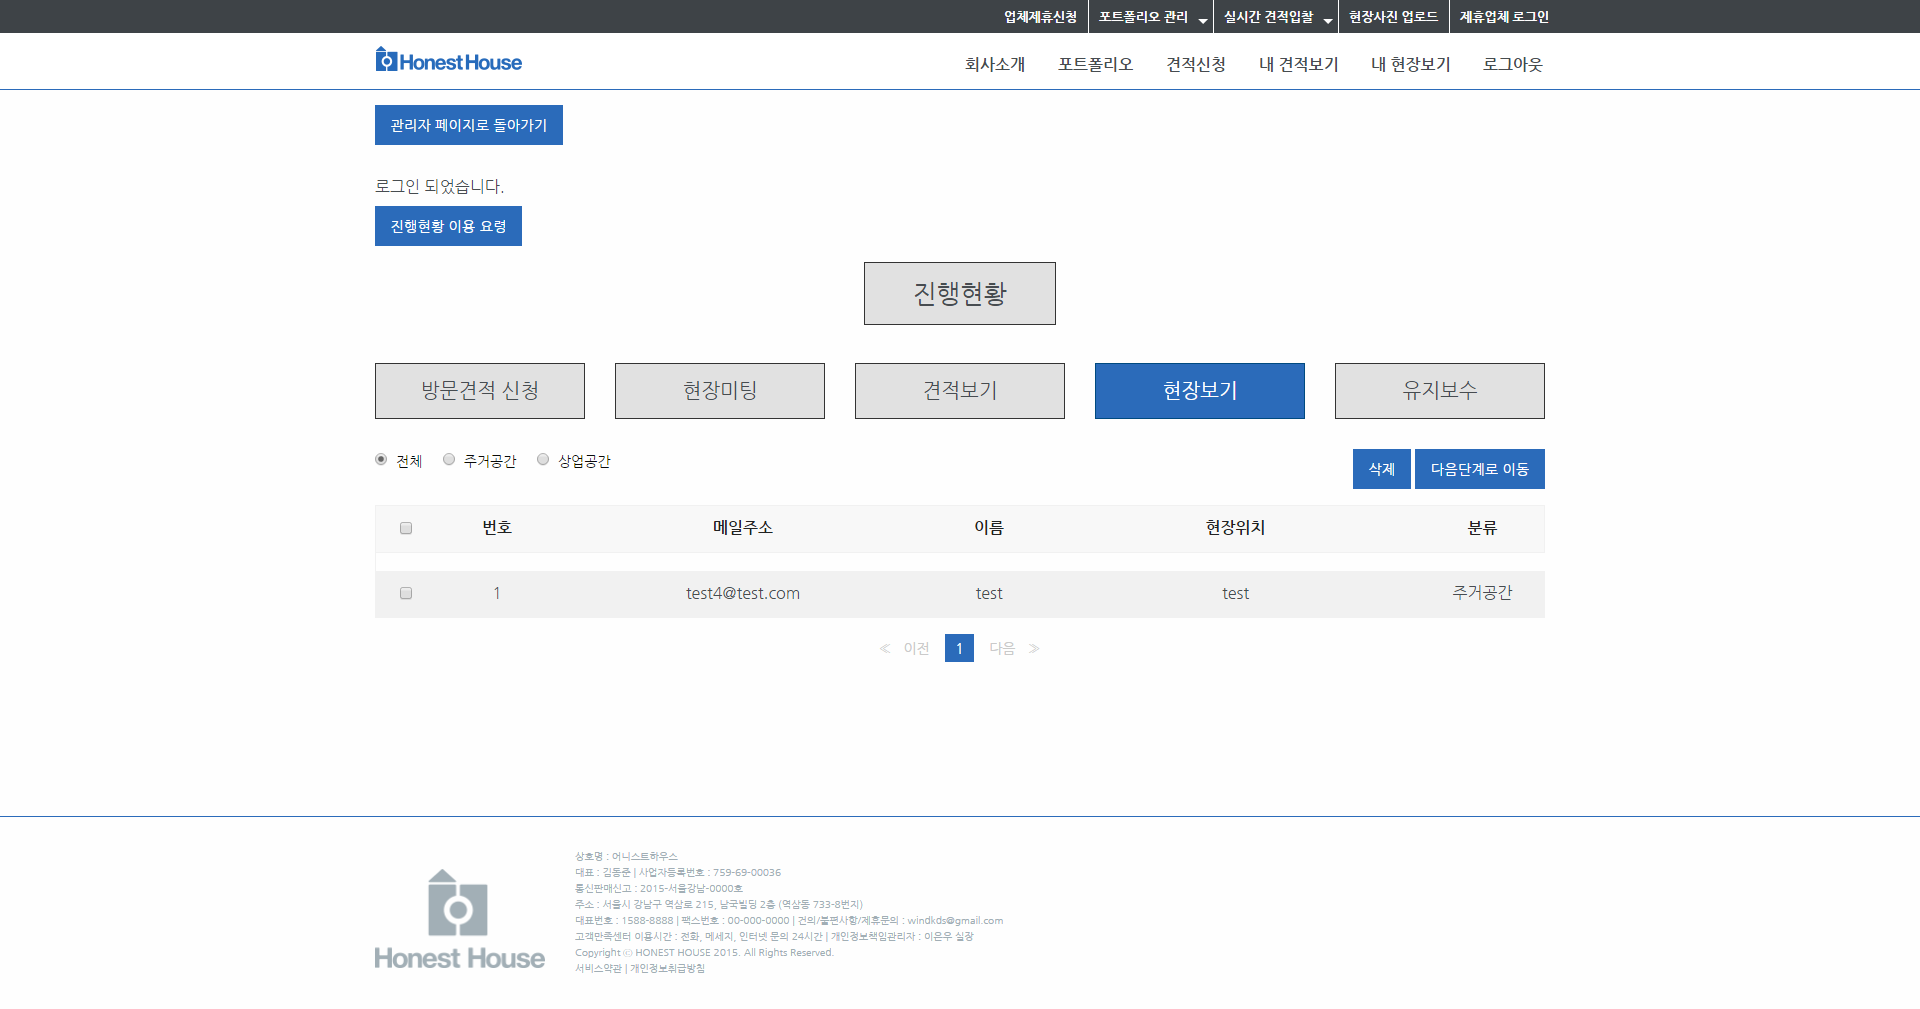 업체제휴신청 포트폴리오 관리 실시간 견적입찰 현장사진 업로드 제휴업체 로그인
Honest House 회사소개 포트폴리오 견적신청 내 견적보기 내 현장보기 로그아웃
관리자 페이지로 돌아가기
로그인 되었습니다.
진행현황 이용 요령
진행현황
방문견적 신청 현장미팅 견적보기 현장보기 유지보수
전체 주거공간 상업공간 삭제 다음단계로 이동
번호 메일주소 이름 현장위치 분류
1 test4@test.com test test 주거공간
≪ 이전 1 다음 ≫
상호명 : 어니스트하우스
대표 : 김동준 | 사업자등록번호 : 759-69-00036
통신판매신고 : 2015-서울강남-0000호
주소 : 서울시 강남구 역삼로 215, 남국빌딩 2층 (역삼동 733-8번지)
대표번호 : 1588-8888 | 팩스번호 : 00-000-0000 | 건의/불편사항/제휴문의 : windkds@gmail.com
고객만족센터 이용시간 : 전화, 메세지, 인터넷 문의 24시간 | 개인정보책임관리자 : 이은우 실장
Copyright ⓒ HONEST HOUSE 2015. All Rights Reserved.
서비스약관 | 개인정보취급방침
Honest House